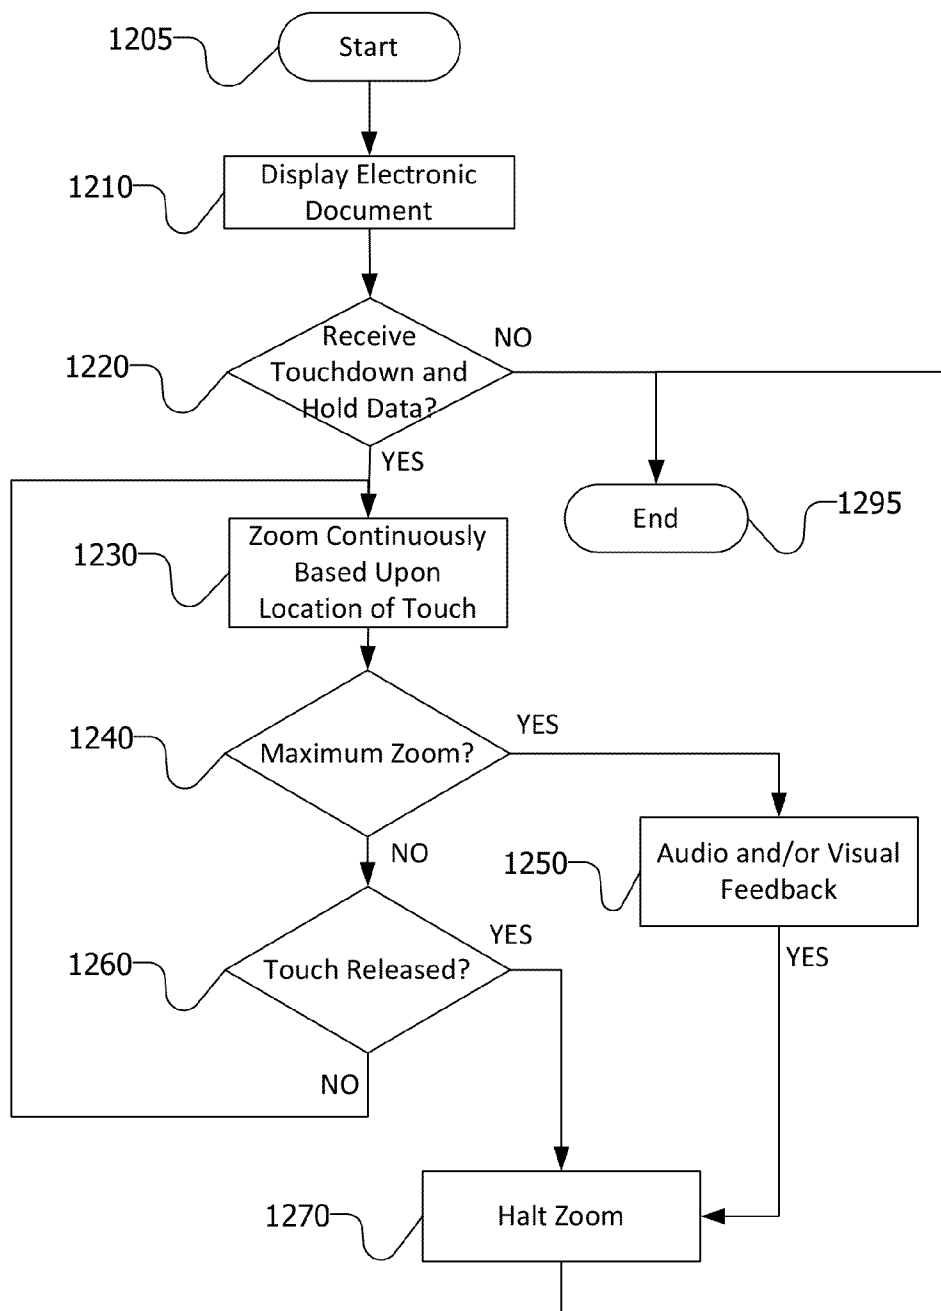 1205
Start
1210
Display Electronic
Document
1220
Receive
Touchdown and
Hold Data?
NO
YES
End
1295
1230
Zoom Continuously
Based Upon
Location of Touch
1240
Maximum Zoom?
YES
NO
1250
Audio and/or Visual
Feedback
YES
1260
Touch Released?
YES
NO
1270
Halt Zoom